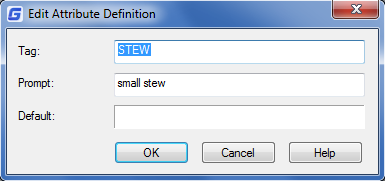 Edit Attribute Definition
Tag: STEW
Prompt: small stew
Default:
OK Cancel Help